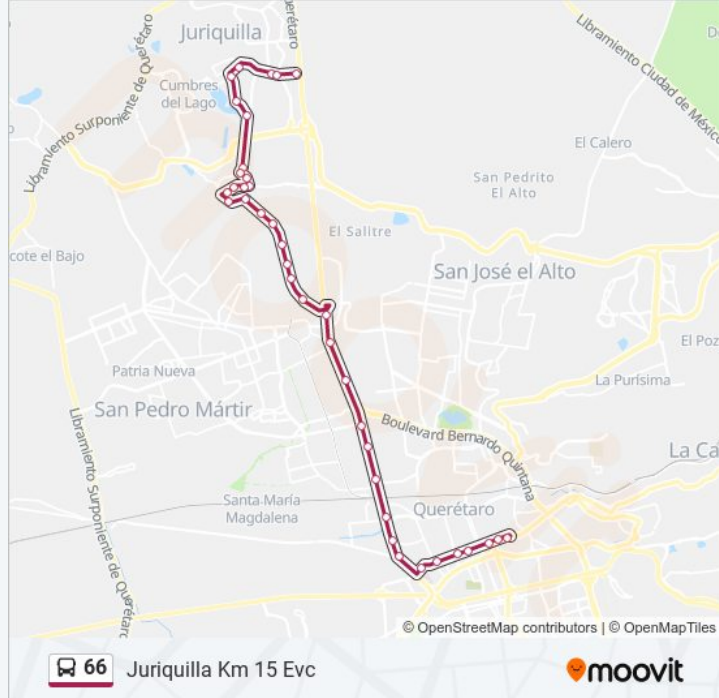 Juriquilla
Querétaro
Libramiento Surponiente de Querétaro
Cumbres
del Lago
Libramiento Ciudad de México
El Calero
San Pedrito
El Alto
El Salitre
cote el Bajo
San José el Alto
El Poz
Patria Nueva
La Purísima
San Pedro Mártir
Boulevard Bernardo Quintana
La Ca
Libramiento Surponiente de Querétaro
Santa María
Magdalena
Querétaro
© OpenStreetMap contributors | © OpenMapTiles
66 Juriquilla Km 15 Evc
moovit